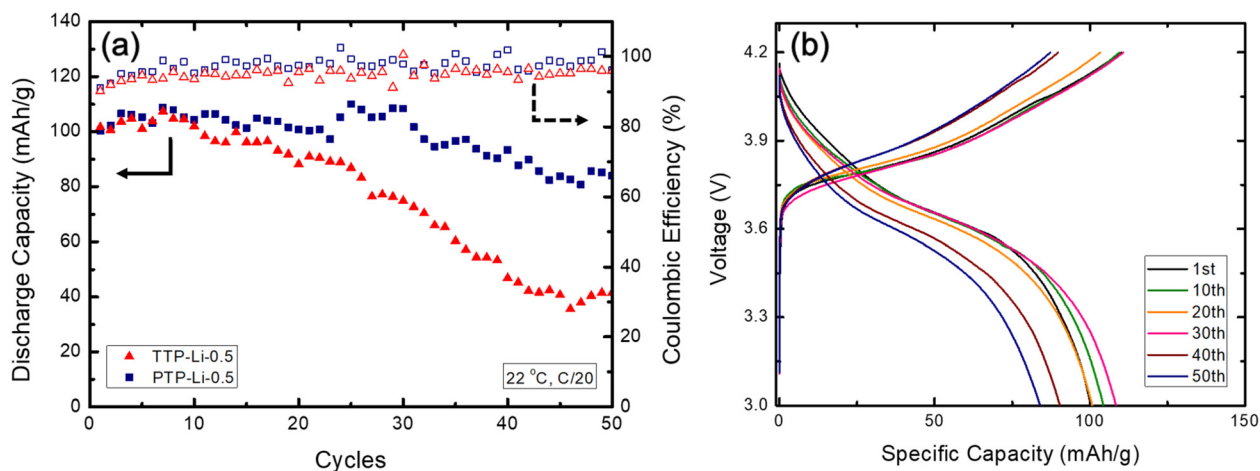 (a)
Discharge Capacity (mAh/g)
140
120
100
80
60
40
20
0
100
80
60
40
20
0
Coulombic Efficiency (%)
TTP-Li-0.5
PTP-Li-0.5
22 °C, C/20
0
10
20
30
40
50
Cycles
(b)
Voltage (V)
4.2
3.9
3.6
3.3
3.0
1st
10th
20th
30th
40th
50th
0
50
100
150
Specific Capacity (mAh/g)